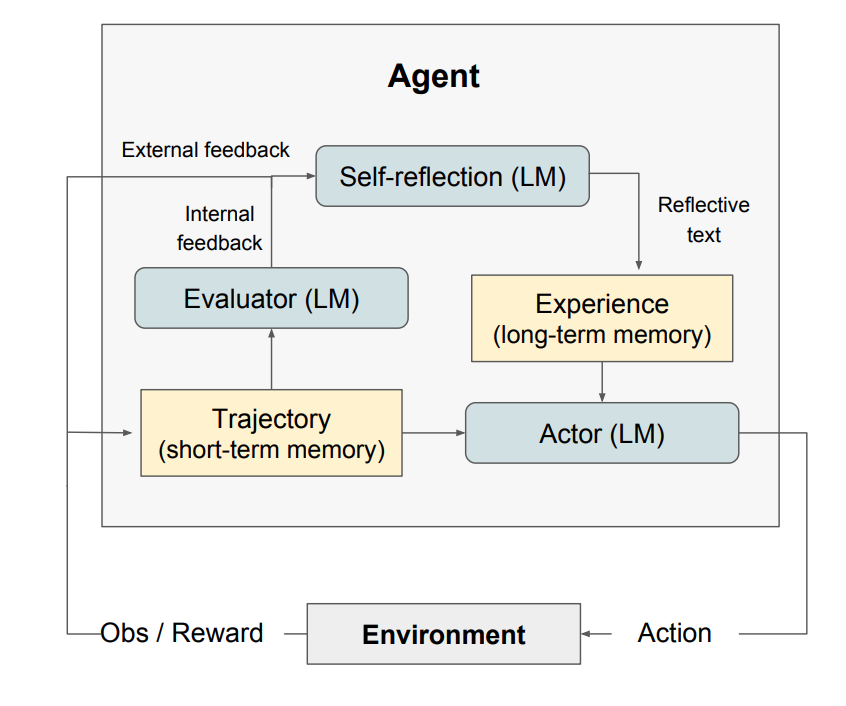 Agent
External feedback
Self-reflection (LM)
Internal
feedback
Reflective
text
Evaluator (LM)
Experience
(long-term memory)
Trajectory
(short-term memory)
Actor (LM)
Obs / Reward
Environment
Action